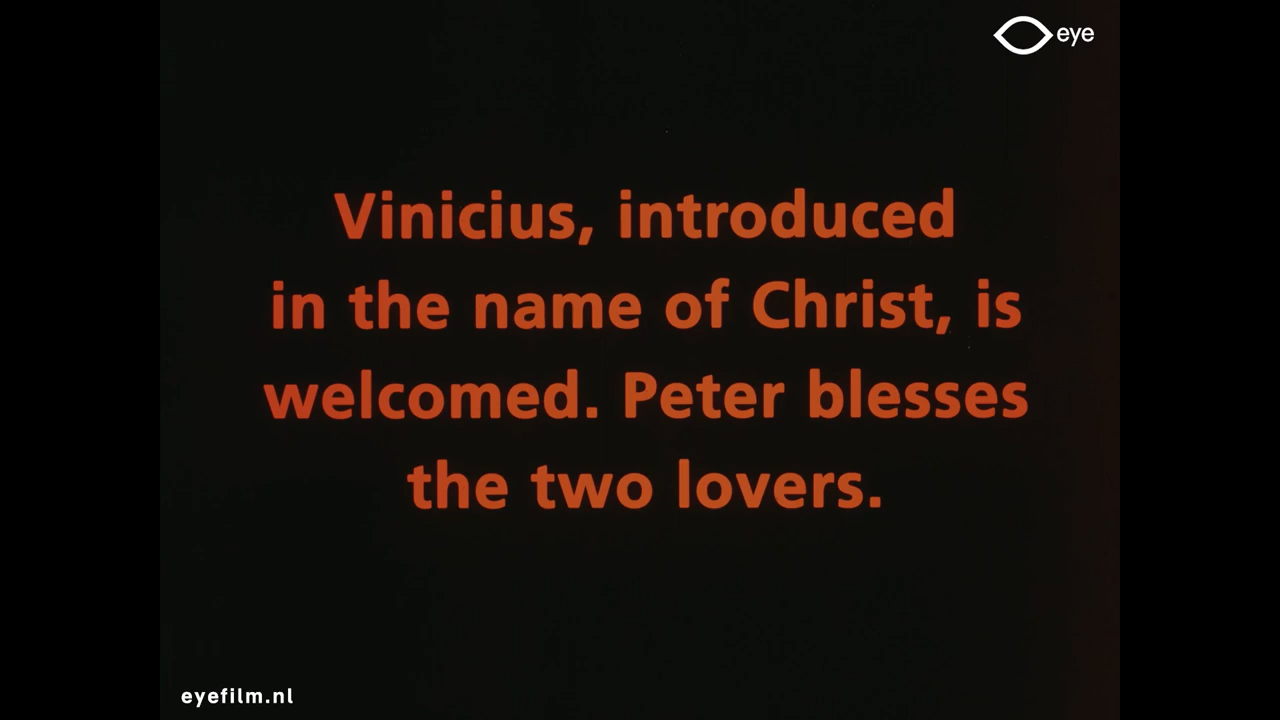 eye
Vinicius, introduced
in the name of Christ, is
welcomed. Peter blesses
the two lovers.
eyefilm.nl